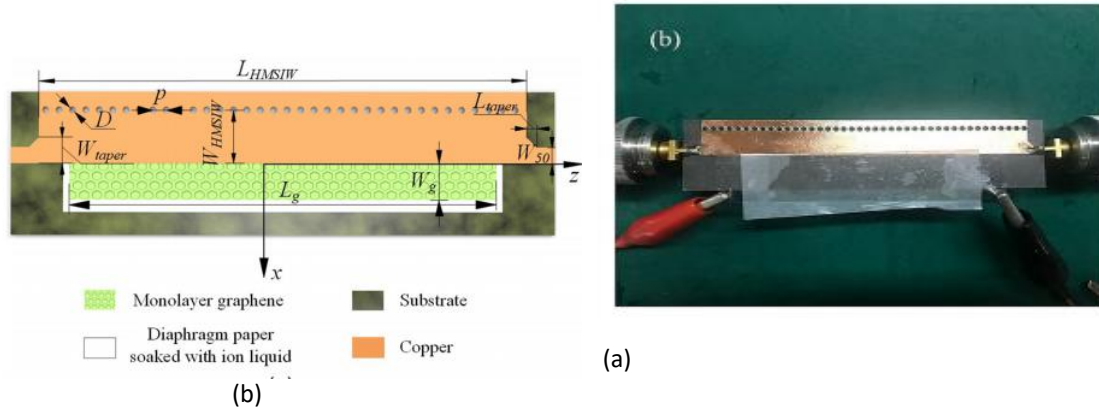 L_HMSIW
p
L_taper
D
W_HMSIW
W_taper
W_50
z
W_g
L_g
x
Monolayer graphene
Substrate
Diaphragm paper
soaked with ion liquid
Copper
(b)
(b)
(a)